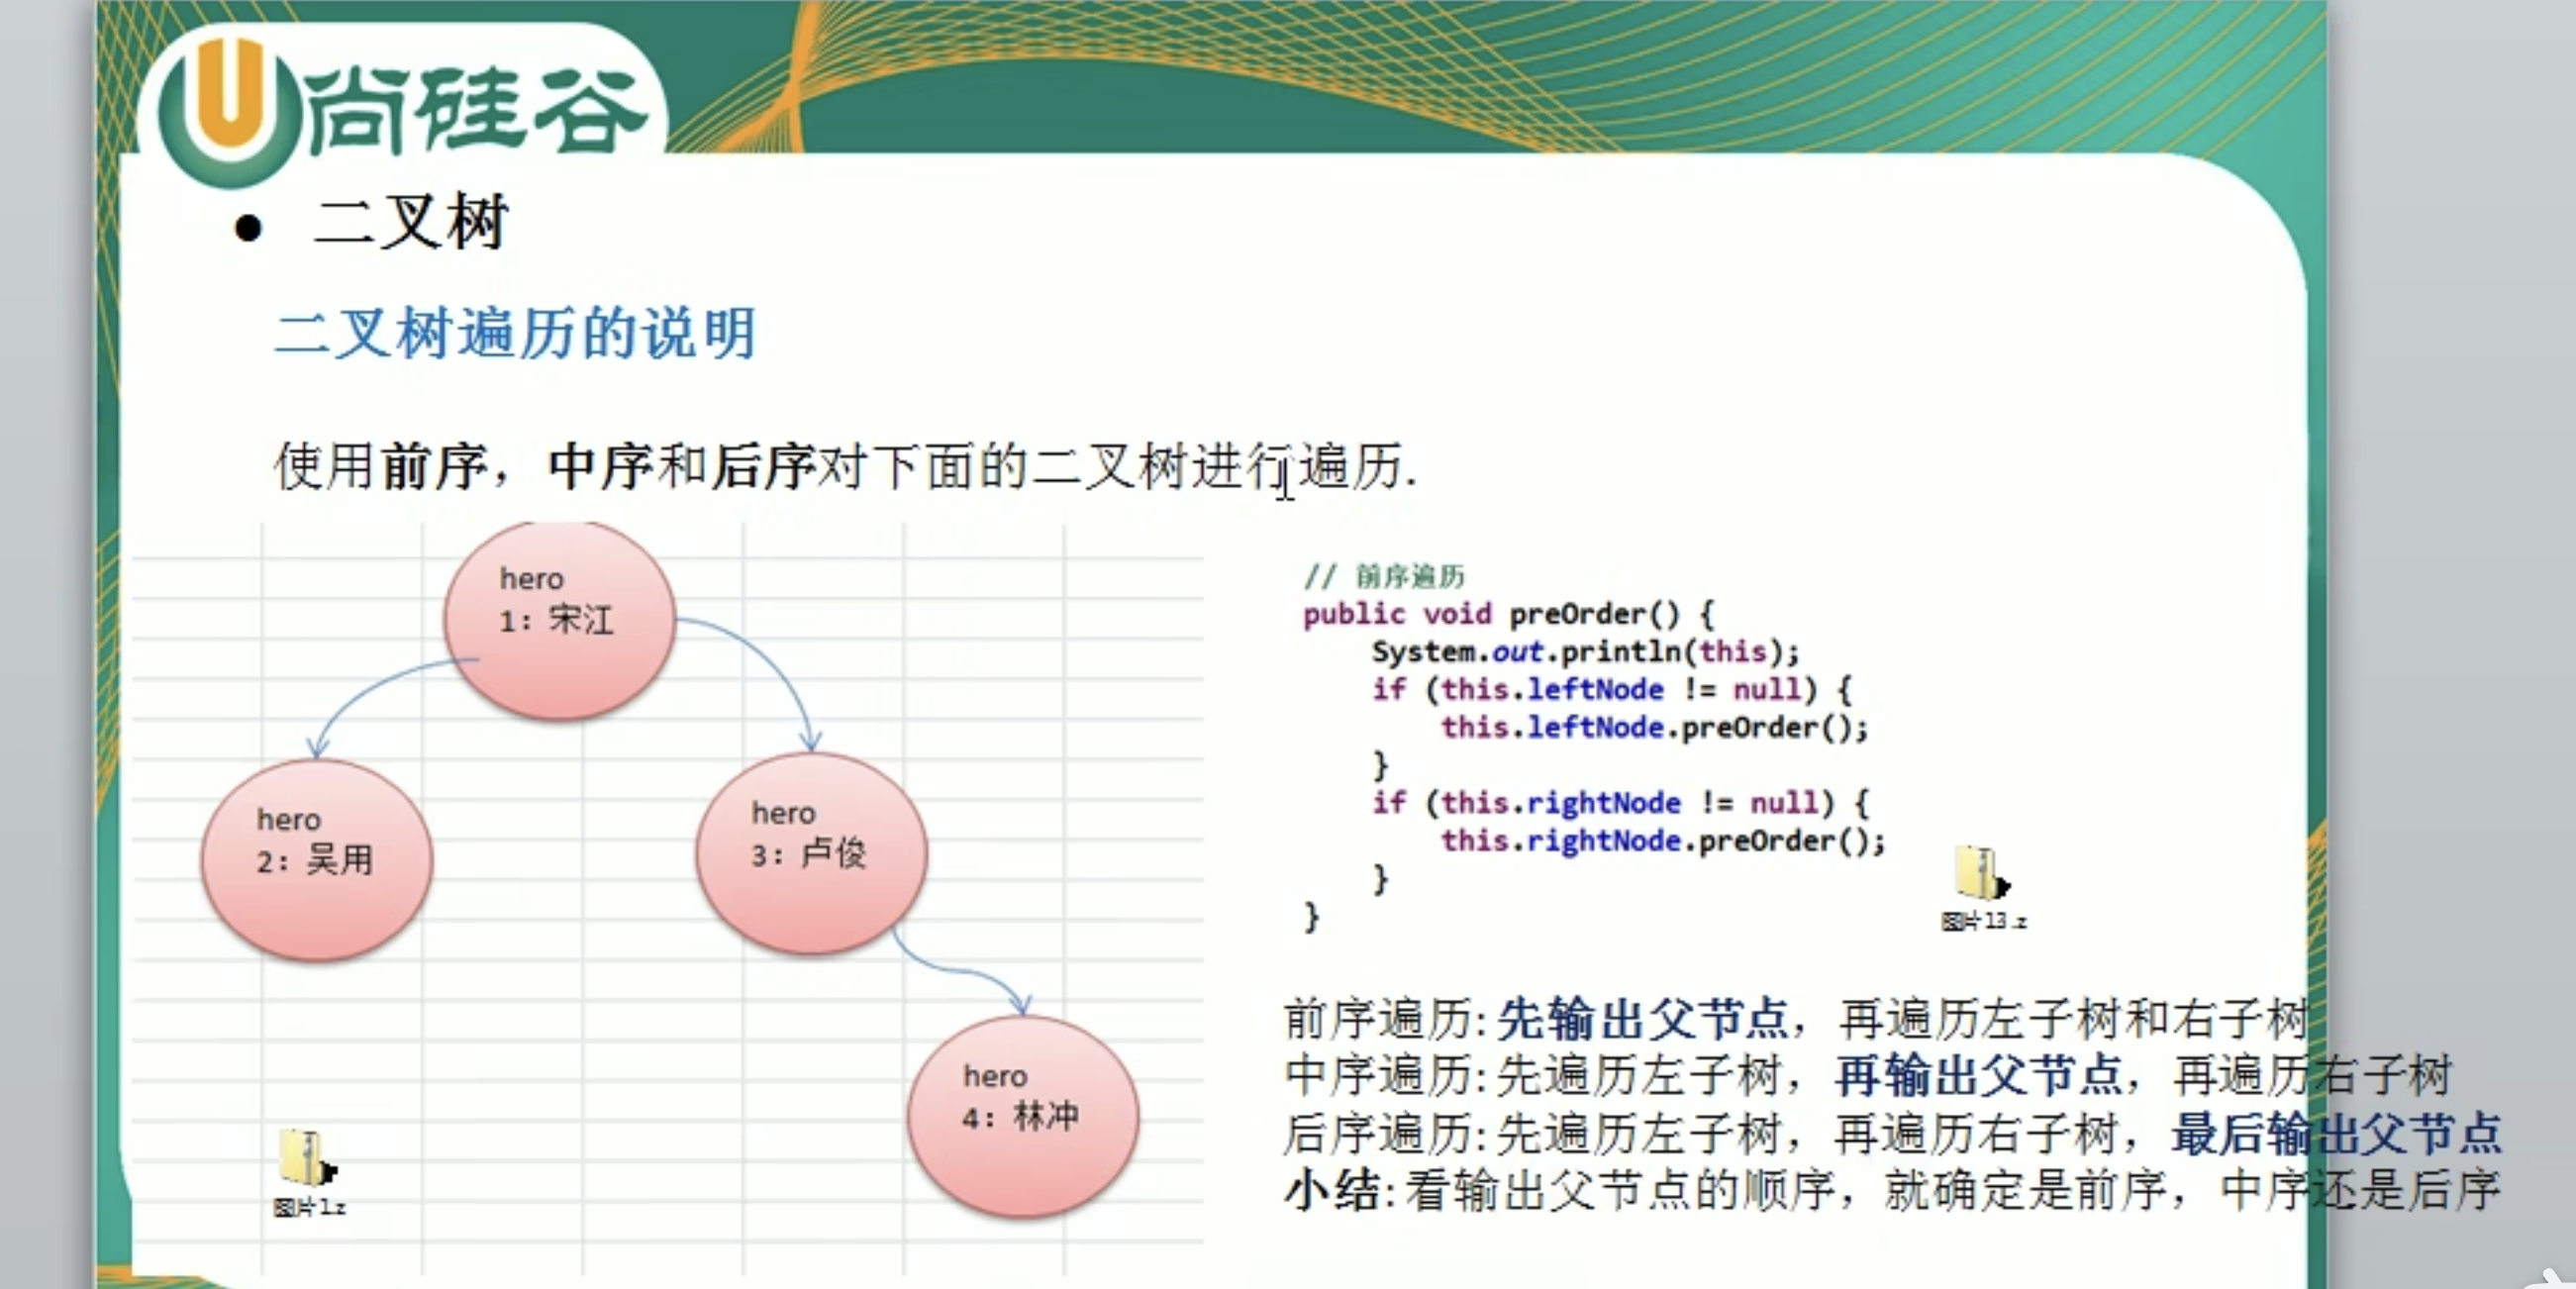 尚硅谷
● 二叉树
二叉树遍历的说明
使用前序，中序和后序对下面的二叉树进行遍历.
hero
1：宋江
hero
2：吴用
hero
3：卢俊
hero
4：林冲
图片1.z
// 前序遍历
public void preOrder() {
System.out.println(this);
if (this.leftNode != null) {
this.leftNode.preOrder();
}
if (this.rightNode != null) {
this.rightNode.preOrder();
}
}
图片13.z
前序遍历:先输出父节点，再遍历左子树和右子树
中序遍历:先遍历左子树，再输出父节点，再遍历右子树
后序遍历:先遍历左子树，再遍历右子树，最后输出父节点
小结:看输出父节点的顺序，就确定是前序，中序还是后序